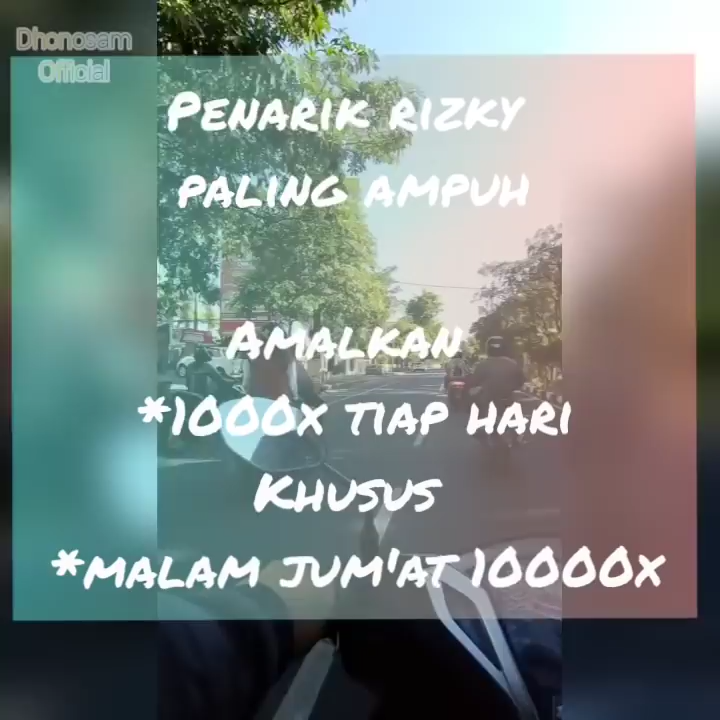 Dhonosam
Official
PENARIK RIZKY
PALING AMPUH
AMALKAN
*1000X TIAP HARI
KHUSUS
*MALAM JUM'AT 10000X